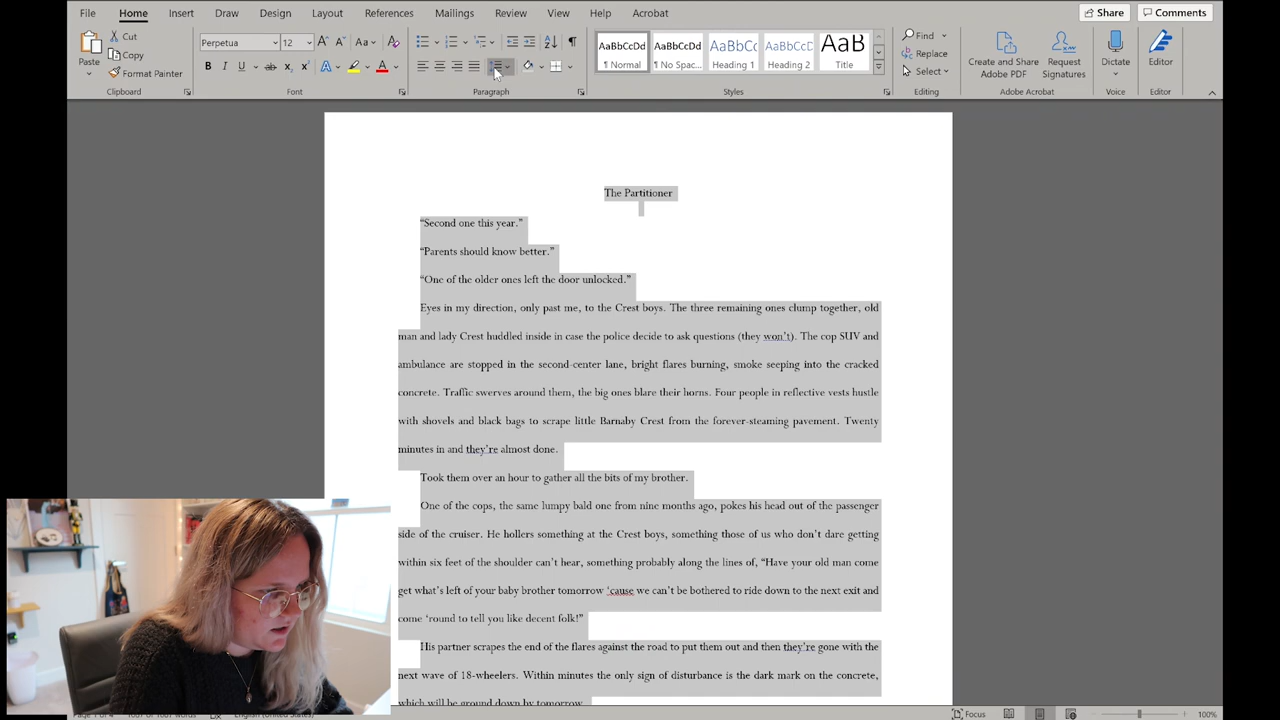 File Home Insert Draw Design Layout References Mailings Review View Help Acrobat Share Comments
Paste Cut Copy Format Painter Clipboard
Perpetua 12 Font
Paragraph
AaBbCcDd ¶ Normal AaBbCcDd ¶ No Spac... AaBbCc Heading 1 AaBbCcD Heading 2 AaB Title Styles
Find Replace Select Editing
Create and Share Adobe PDF Request Signatures Adobe Acrobat
Dictate Voice
Editor Editor
The Partitioner
“Second one this year.”
“Parents should know better.”
“One of the older ones left the door unlocked.”
Eyes in my direction, only past me, to the Crest boys. The three remaining ones clump together, old
man and lady Crest huddled inside in case the police decide to ask questions (they won’t). The cop SUV and
ambulance are stopped in the second-center lane, bright flares burning, smoke seeping into the cracked
concrete. Traffic swerves around them, the big ones blare their horns. Four people in reflective vests hustle
with shovels and black bags to scrape little Barnaby Crest from the forever-steaming pavement. Twenty
minutes in and they’re almost done.
Took them over an hour to gather all the bits of my brother.
One of the cops, the same lumpy bald one from nine months ago, pokes his head out of the passenger
side of the cruiser. He hollers something at the Crest boys, something those of us who don’t dare getting
within six feet of the shoulder can’t hear, something probably along the lines of, “Have your old man come
get what’s left of your baby brother tomorrow ‘cause we can’t be bothered to ride down to the next exit and
come ‘round to tell you like decent folk!”
His partner scrapes the end of the flares against the road to put them out and then they’re gone with the
next wave of 18-wheelers. Within minutes the only sign of disturbance is the dark mark on the concrete,
which will be ground down by tomorrow.
Focus 100%